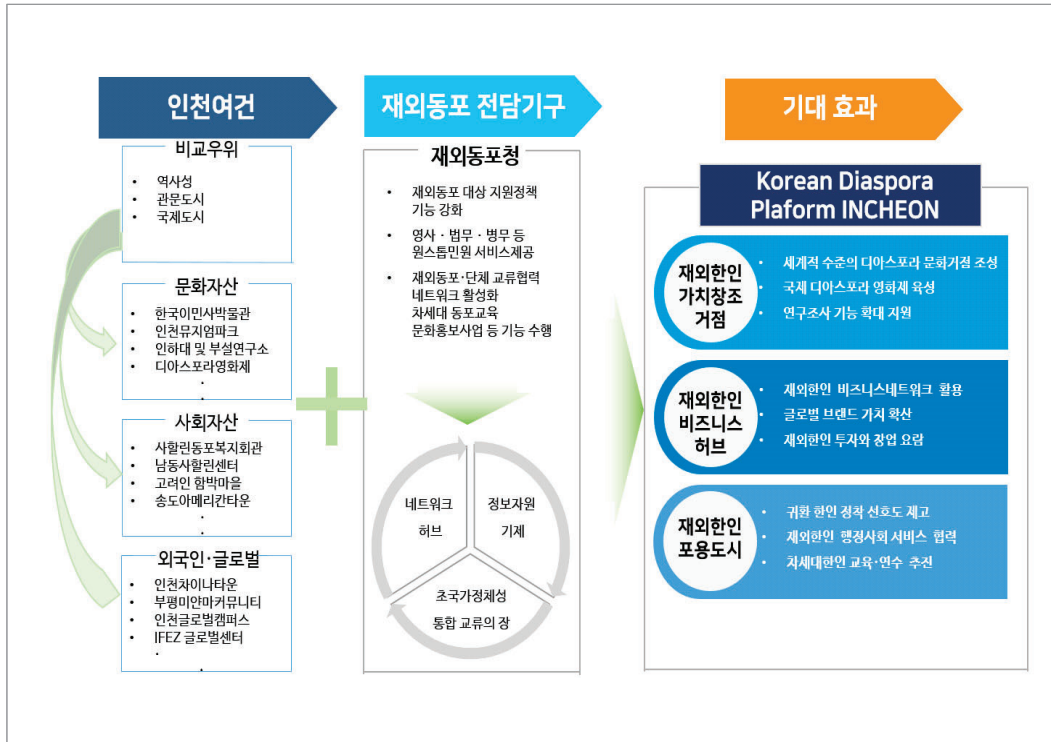 인천여건
비교우위
• 역사성
• 관문도시
• 국제도시
문화자산
• 한국이민사박물관
• 인천뮤지엄파크
• 인하대 및 부설연구소
• 디아스포라영화제
.
.
사회자산
• 사할린동포복지회관
• 남동사할린센터
• 고려인 함박마을
• 송도아메리칸타운
.
.
외국인·글로벌
• 인천차이나타운
• 부평미얀마커뮤니티
• 인천글로벌캠퍼스
• IFEZ 글로벌센터
.
.
재외동포 전담기구
재외동포청
• 재외동포 대상 지원정책
기능 강화
• 영사·법무·병무 등
원스톱민원 서비스제공
• 재외동포·단체 교류협력
네트워크 활성화
차세대 동포교육
문화홍보사업 등 기능 수행
네트워크
허브
정보자원
기제
초국가정체성
통합 교류의 장
기대 효과
Korean Diaspora
Plaform INCHEON
재외한인
가치창조
거점
• 세계적 수준의 디아스포라 문화거점 조성
• 국제 디아스포라 영화제 육성
• 연구조사 기능 확대 지원
재외한인
비즈니스
허브
• 재외한인 비즈니스네트워크 활용
• 글로벌 브랜드 가치 확산
• 재외한인 투자와 창업 요람
재외한인
포용도시
• 귀환 한인 정착 선호도 제고
• 재외한인 행정사회 서비스 협력
• 차세대한인 교육·연수 추진